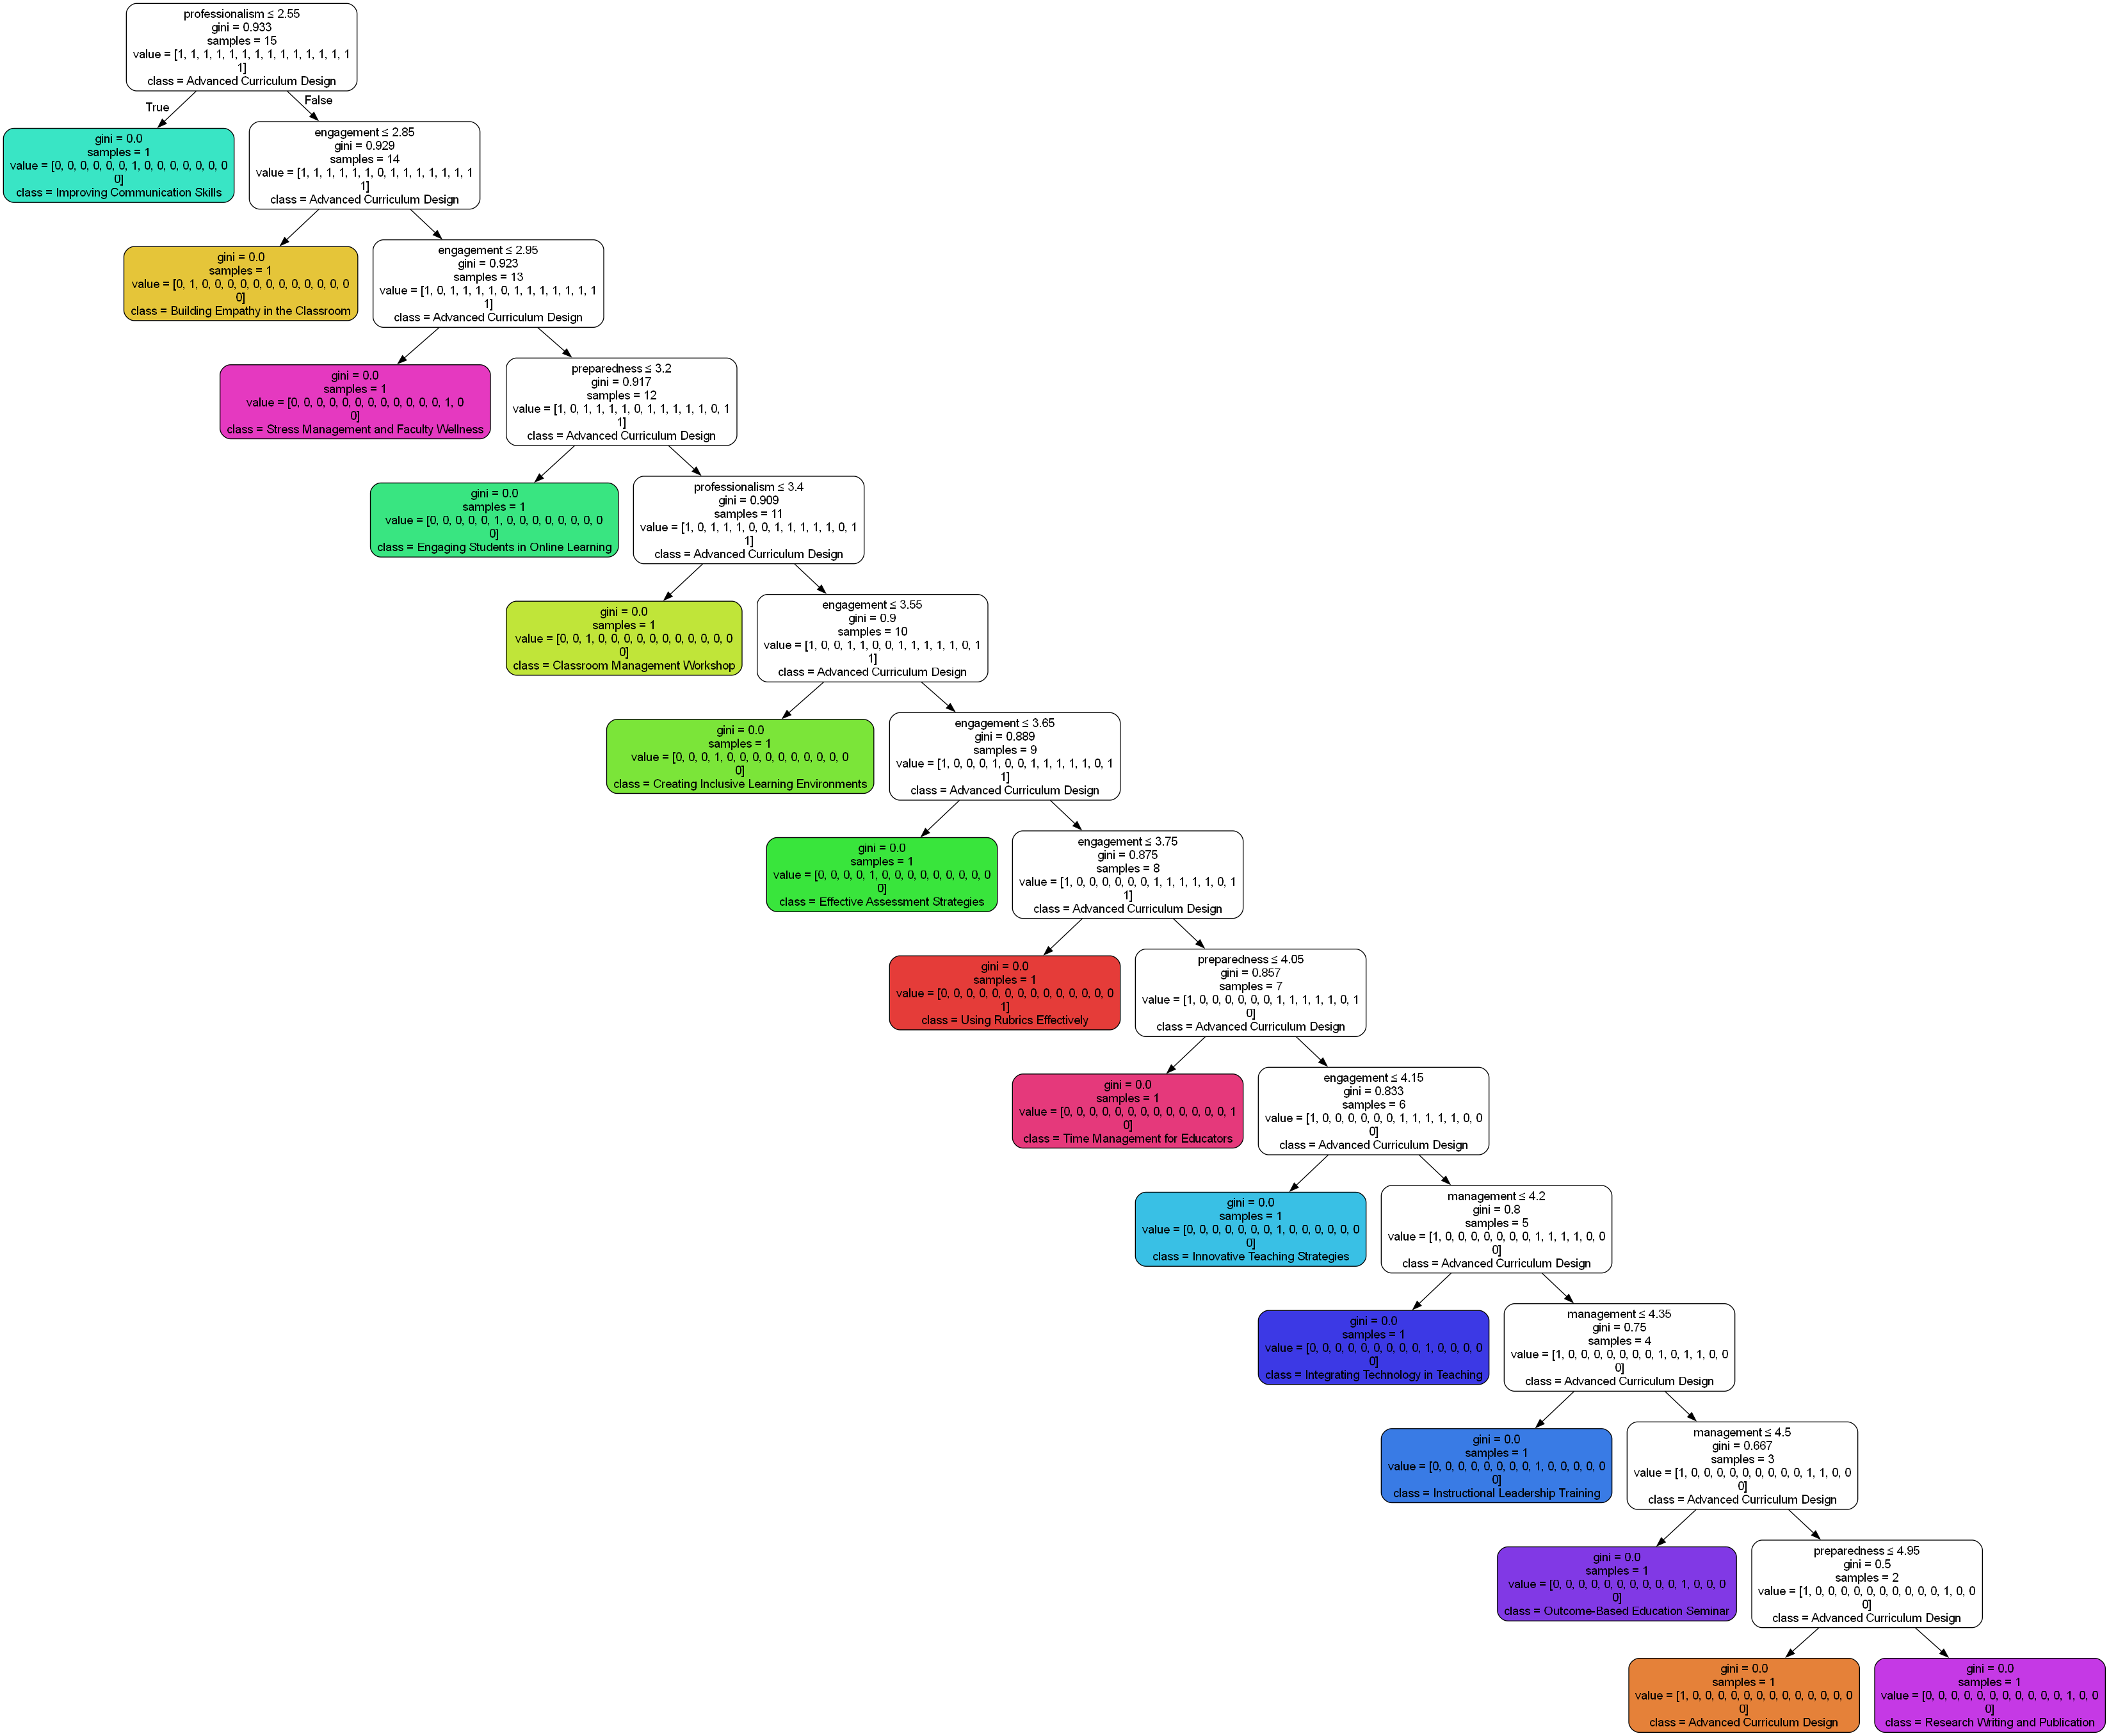 professionalism ≤ 2.55
gini = 0.933
samples = 15
value = [1, 1, 1, 1, 1, 1, 1, 1, 1, 1, 1, 1, 1, 1
1]
class = Advanced Curriculum Design
True
False
gini = 0.0
samples = 1
value = [0, 0, 0, 0, 0, 0, 1, 0, 0, 0, 0, 0, 0, 0
0]
class = Improving Communication Skills
engagement ≤ 2.85
gini = 0.929
samples = 14
value = [1, 1, 1, 1, 1, 1, 0, 1, 1, 1, 1, 1, 1, 1
1]
class = Advanced Curriculum Design
gini = 0.0
samples = 1
value = [0, 1, 0, 0, 0, 0, 0, 0, 0, 0, 0, 0, 0, 0
0]
class = Building Empathy in the Classroom
engagement ≤ 2.95
gini = 0.923
samples = 13
value = [1, 0, 1, 1, 1, 1, 0, 1, 1, 1, 1, 1, 1, 1
1]
class = Advanced Curriculum Design
gini = 0.0
samples = 1
value = [0, 0, 0, 0, 0, 0, 0, 0, 0, 0, 0, 0, 1, 0
0]
class = Stress Management and Faculty Wellness
preparedness ≤ 3.2
gini = 0.917
samples = 12
value = [1, 0, 1, 1, 1, 1, 0, 1, 1, 1, 1, 1, 0, 1
1]
class = Advanced Curriculum Design
gini = 0.0
samples = 1
value = [0, 0, 0, 0, 0, 1, 0, 0, 0, 0, 0, 0, 0, 0
0]
class = Engaging Students in Online Learning
professionalism ≤ 3.4
gini = 0.909
samples = 11
value = [1, 0, 1, 1, 1, 0, 0, 1, 1, 1, 1, 1, 0, 1
1]
class = Advanced Curriculum Design
gini = 0.0
samples = 1
value = [0, 0, 1, 0, 0, 0, 0, 0, 0, 0, 0, 0, 0, 0
0]
class = Classroom Management Workshop
engagement ≤ 3.55
gini = 0.9
samples = 10
value = [1, 0, 0, 1, 1, 0, 0, 1, 1, 1, 1, 1, 0, 1
1]
class = Advanced Curriculum Design
gini = 0.0
samples = 1
value = [0, 0, 0, 1, 0, 0, 0, 0, 0, 0, 0, 0, 0, 0
0]
class = Creating Inclusive Learning Environments
engagement ≤ 3.65
gini = 0.889
samples = 9
value = [1, 0, 0, 0, 1, 0, 0, 1, 1, 1, 1, 1, 0, 1
1]
class = Advanced Curriculum Design
gini = 0.0
samples = 1
value = [0, 0, 0, 0, 1, 0, 0, 0, 0, 0, 0, 0, 0, 0
0]
class = Effective Assessment Strategies
engagement ≤ 3.75
gini = 0.875
samples = 8
value = [1, 0, 0, 0, 0, 0, 0, 1, 1, 1, 1, 1, 0, 1
1]
class = Advanced Curriculum Design
gini = 0.0
samples = 1
value = [0, 0, 0, 0, 0, 0, 0, 0, 0, 0, 0, 0, 0, 0
1]
class = Using Rubrics Effectively
preparedness ≤ 4.05
gini = 0.857
samples = 7
value = [1, 0, 0, 0, 0, 0, 0, 1, 1, 1, 1, 1, 0, 1
0]
class = Advanced Curriculum Design
gini = 0.0
samples = 1
value = [0, 0, 0, 0, 0, 0, 0, 0, 0, 0, 0, 0, 0, 1
0]
class = Time Management for Educators
engagement ≤ 4.15
gini = 0.833
samples = 6
value = [1, 0, 0, 0, 0, 0, 0, 1, 1, 1, 1, 1, 0, 0
0]
class = Advanced Curriculum Design
gini = 0.0
samples = 1
value = [0, 0, 0, 0, 0, 0, 0, 1, 0, 0, 0, 0, 0, 0
0]
class = Innovative Teaching Strategies
management ≤ 4.2
gini = 0.8
samples = 5
value = [1, 0, 0, 0, 0, 0, 0, 0, 1, 1, 1, 1, 0, 0
0]
class = Advanced Curriculum Design
gini = 0.0
samples = 1
value = [0, 0, 0, 0, 0, 0, 0, 0, 0, 1, 0, 0, 0, 0
0]
class = Integrating Technology in Teaching
management ≤ 4.35
gini = 0.75
samples = 4
value = [1, 0, 0, 0, 0, 0, 0, 0, 1, 0, 1, 1, 0, 0
0]
class = Advanced Curriculum Design
gini = 0.0
samples = 1
value = [0, 0, 0, 0, 0, 0, 0, 0, 1, 0, 0, 0, 0, 0
0]
class = Instructional Leadership Training
management ≤ 4.5
gini = 0.667
samples = 3
value = [1, 0, 0, 0, 0, 0, 0, 0, 0, 0, 1, 1, 0, 0
0]
class = Advanced Curriculum Design
gini = 0.0
samples = 1
value = [0, 0, 0, 0, 0, 0, 0, 0, 0, 0, 1, 0, 0, 0
0]
class = Outcome-Based Education Seminar
preparedness ≤ 4.95
gini = 0.5
samples = 2
value = [1, 0, 0, 0, 0, 0, 0, 0, 0, 0, 0, 1, 0, 0
0]
class = Advanced Curriculum Design
gini = 0.0
samples = 1
value = [1, 0, 0, 0, 0, 0, 0, 0, 0, 0, 0, 0, 0, 0
0]
class = Advanced Curriculum Design
gini = 0.0
samples = 1
value = [0, 0, 0, 0, 0, 0, 0, 0, 0, 0, 0, 1, 0, 0
0]
class = Research Writing and Publication